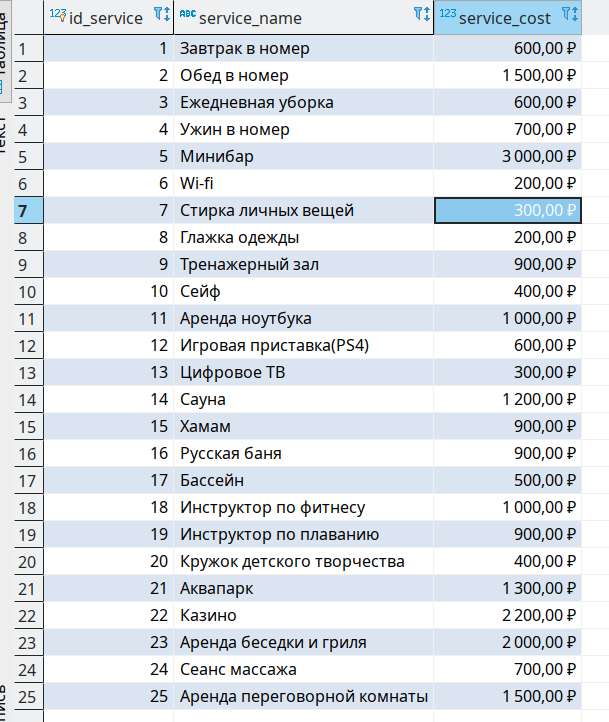 123 id_service ABC service_name 123 service_cost
1 1 Завтрак в номер 600,00 ₽
2 2 Обед в номер 1 500,00 ₽
3 3 Ежедневная уборка 600,00 ₽
4 4 Ужин в номер 700,00 ₽
5 5 Минибар 3 000,00 ₽
6 6 Wi-fi 200,00 ₽
7 7 Стирка личных вещей 300,00 ₽
8 8 Глажка одежды 200,00 ₽
9 9 Тренажерный зал 900,00 ₽
10 10 Сейф 400,00 ₽
11 11 Аренда ноутбука 1 000,00 ₽
12 12 Игровая приставка(PS4) 600,00 ₽
13 13 Цифровое ТВ 300,00 ₽
14 14 Сауна 1 200,00 ₽
15 15 Хамам 900,00 ₽
16 16 Русская баня 900,00 ₽
17 17 Бассейн 500,00 ₽
18 18 Инструктор по фитнесу 1 000,00 ₽
19 19 Инструктор по плаванию 900,00 ₽
20 20 Кружок детского творчества 400,00 ₽
21 21 Аквапарк 1 300,00 ₽
22 22 Казино 2 200,00 ₽
23 23 Аренда беседки и гриля 2 000,00 ₽
24 24 Сеанс массажа 700,00 ₽
25 25 Аренда переговорной комнаты 1 500,00 ₽